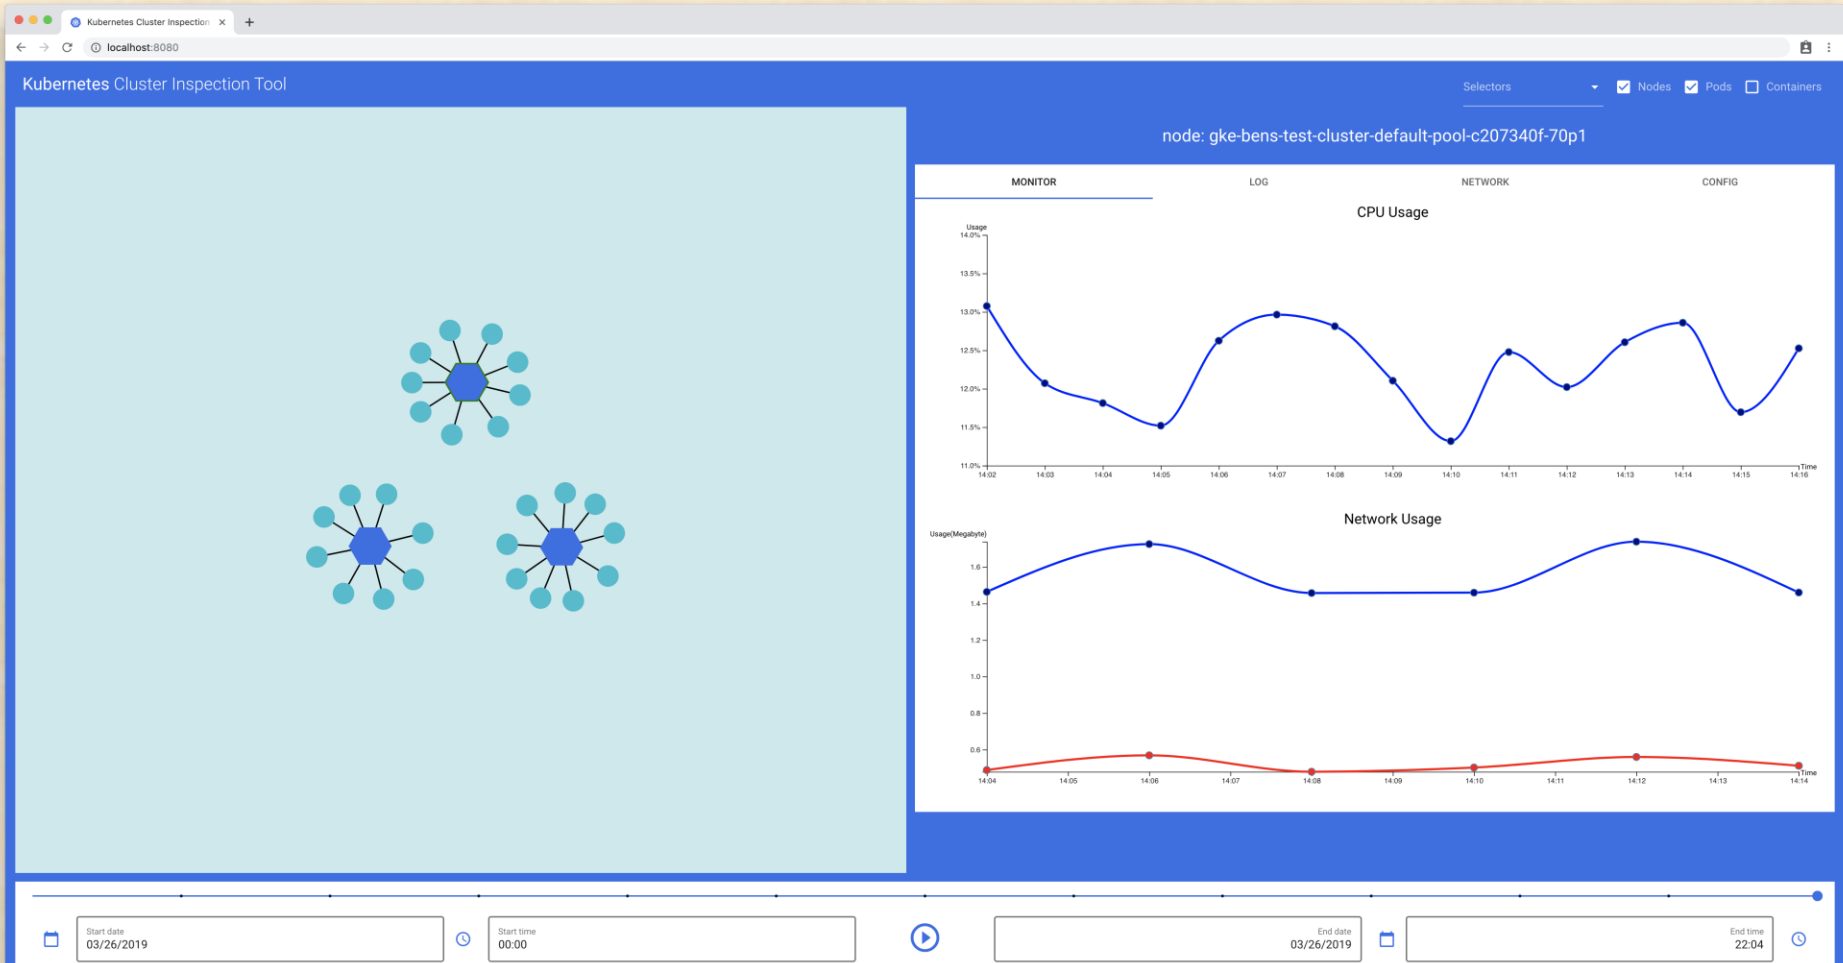 Kubernetes Cluster Inspection
localhost:8080
Kubernetes Cluster Inspection Tool
Selectors
Nodes
Pods
Containers
node: gke-bens-test-cluster-default-pool-c207340f-70p1
MONITOR
LOG
NETWORK
CONFIG
CPU Usage
Usage
14.0%
13.5%
13.0%
12.5%
12.0%
11.5%
11.0%
14:02 14:03 14:04 14:05 14:06 14:07 14:08 14:09 14:10 14:11 14:12 14:13 14:14 14:15 14:16
Time
Network Usage
Usage(Megabyte)
1.6
1.4
1.2
1.0
0.8
0.6
14:04 14:05 14:06 14:07 14:08 14:09 14:10 14:11 14:12 14:13 14:14
Time
Start date
03/26/2019
Start time
00:00
End date
03/26/2019
End time
22:04